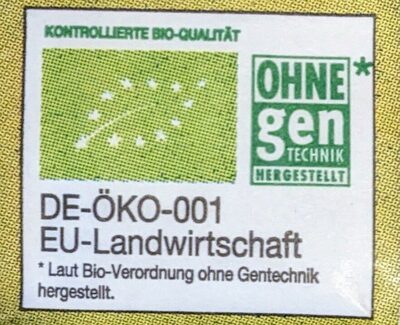 KONTROLLIERTE BIO-QUALITÄT
OHNE*
gen
TECHNIK
HERGESTELLT
DE-ÖKO-001
EU-Landwirtschaft
* Laut Bio-Verordnung ohne Gentechnik
hergestellt.